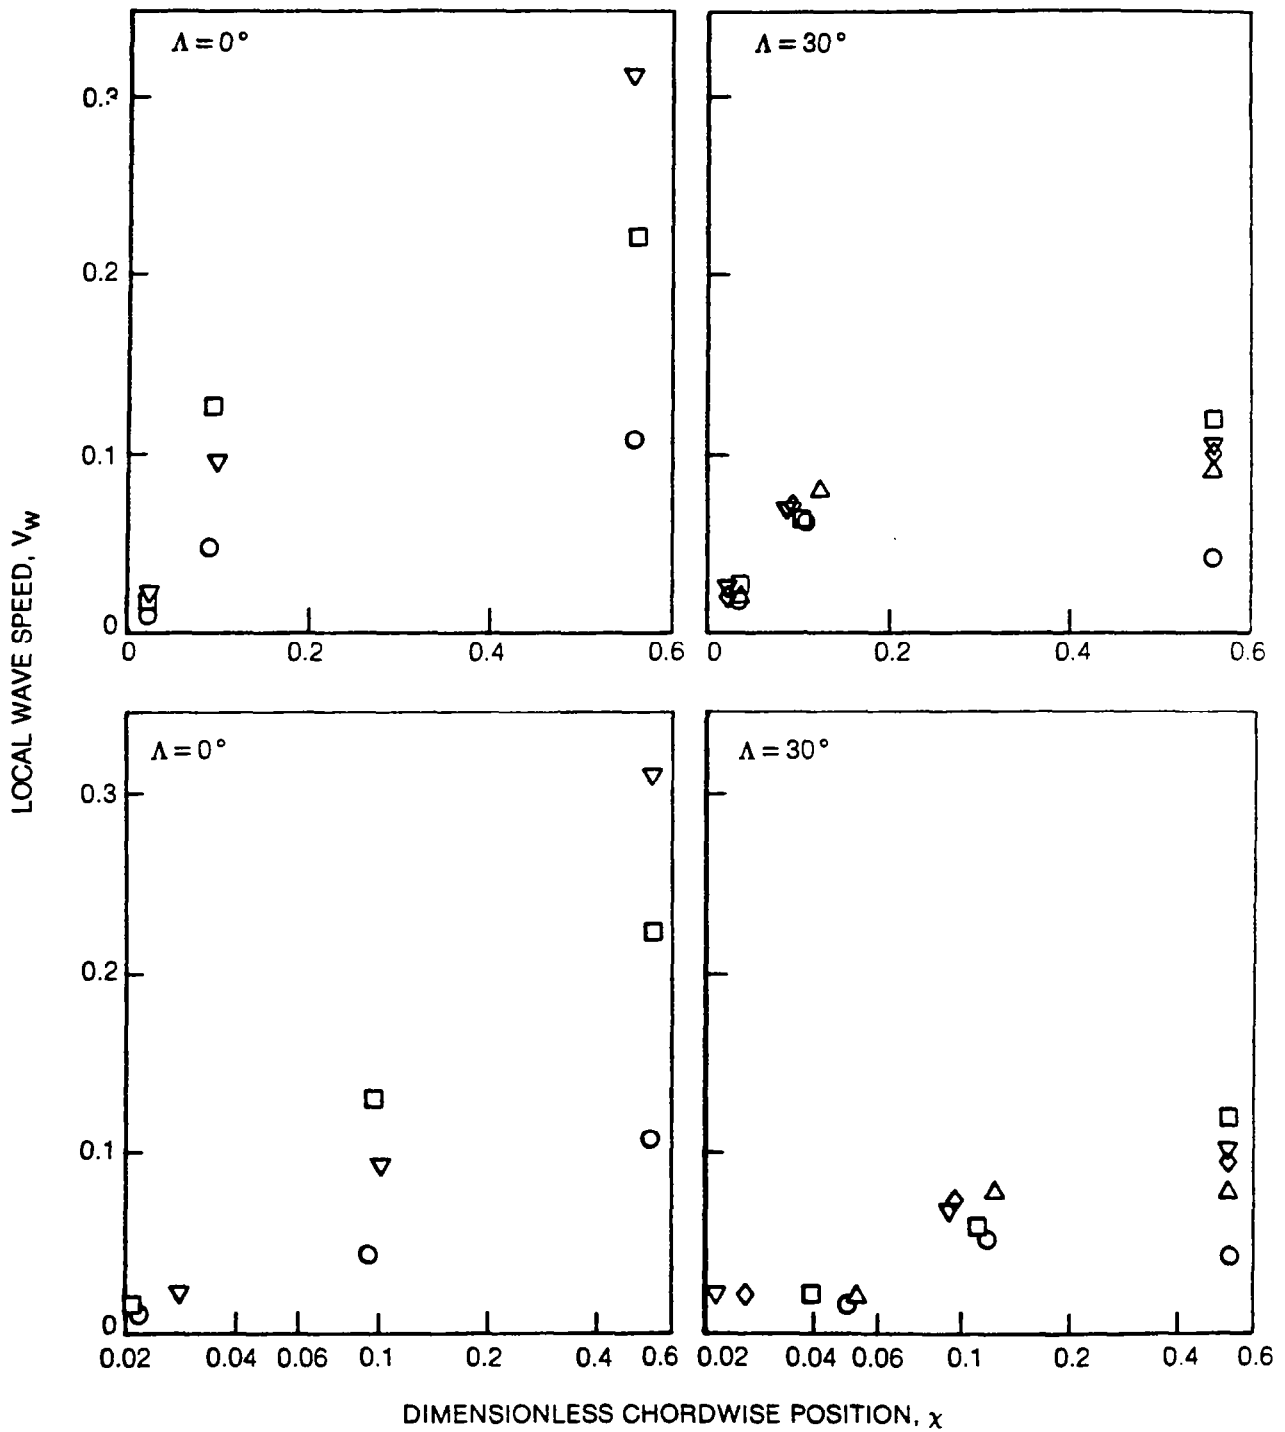 Λ = 0°
Λ = 30°
0.3
0.2
0.1
0
0 0.2 0.4 0.6
0 0.2 0.4 0.6
LOCAL WAVE SPEED, Vw
Λ = 0°
Λ = 30°
0.3
0.2
0.1
0
0.02 0.04 0.06 0.1 0.2 0.4 0.6
0.02 0.04 0.06 0.1 0.2 0.4 0.6
DIMENSIONLESS CHORDWISE POSITION, χ